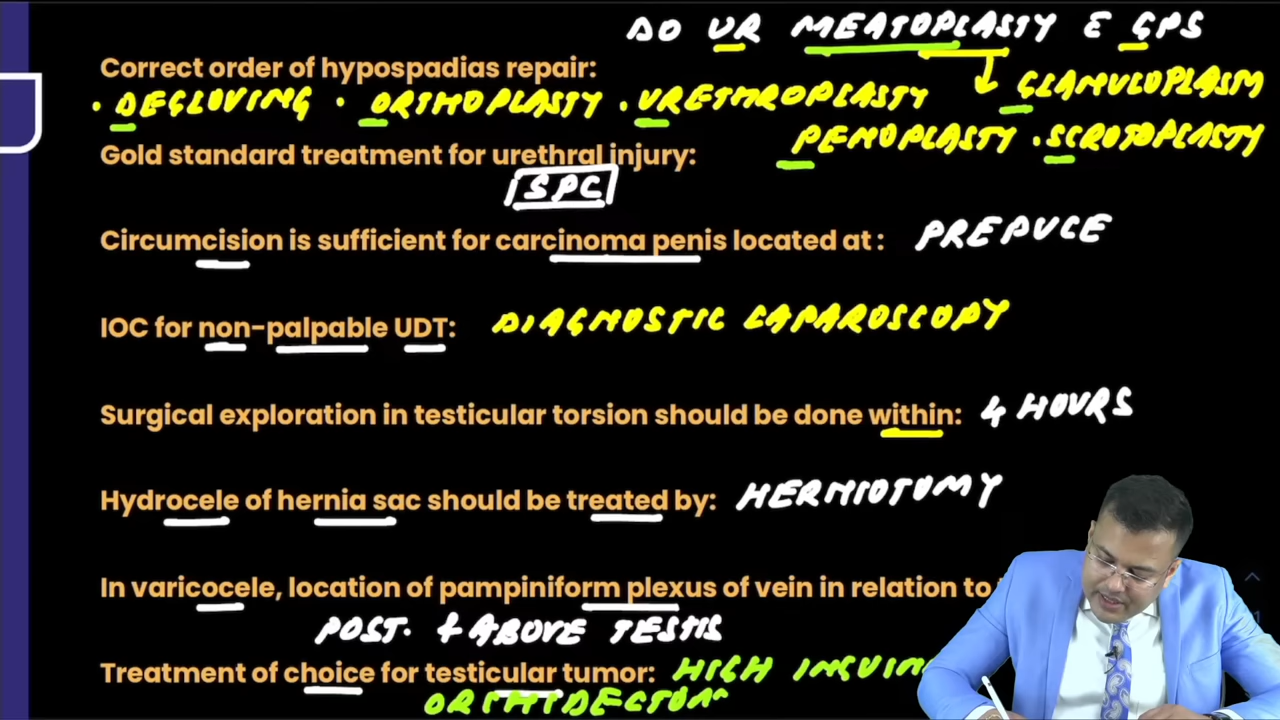 DO UR MEATOPLASTY C GPS
Correct order of hypospadias repair:
↓ GLANULOPLASTY
· DEGLOVING · ORTHOPLASTY · URETHROPLASTY
PENOPLASTY · SCROTOPLASTY
Gold standard treatment for urethral injury:
SPC
Circumcision is sufficient for carcinoma penis located at : PREPUCE
IOC for non-palpable UDT: DIAGNOSTIC LAPAROSCOPY
Surgical exploration in testicular torsion should be done within: 4 HOURS
Hydrocele of hernia sac should be treated by: HERNIOTOMY
In varicocele, location of pampiniform plexus of vein in relation to
POST. + ABOVE TESTIS
Treatment of choice for testicular tumor: HIGH